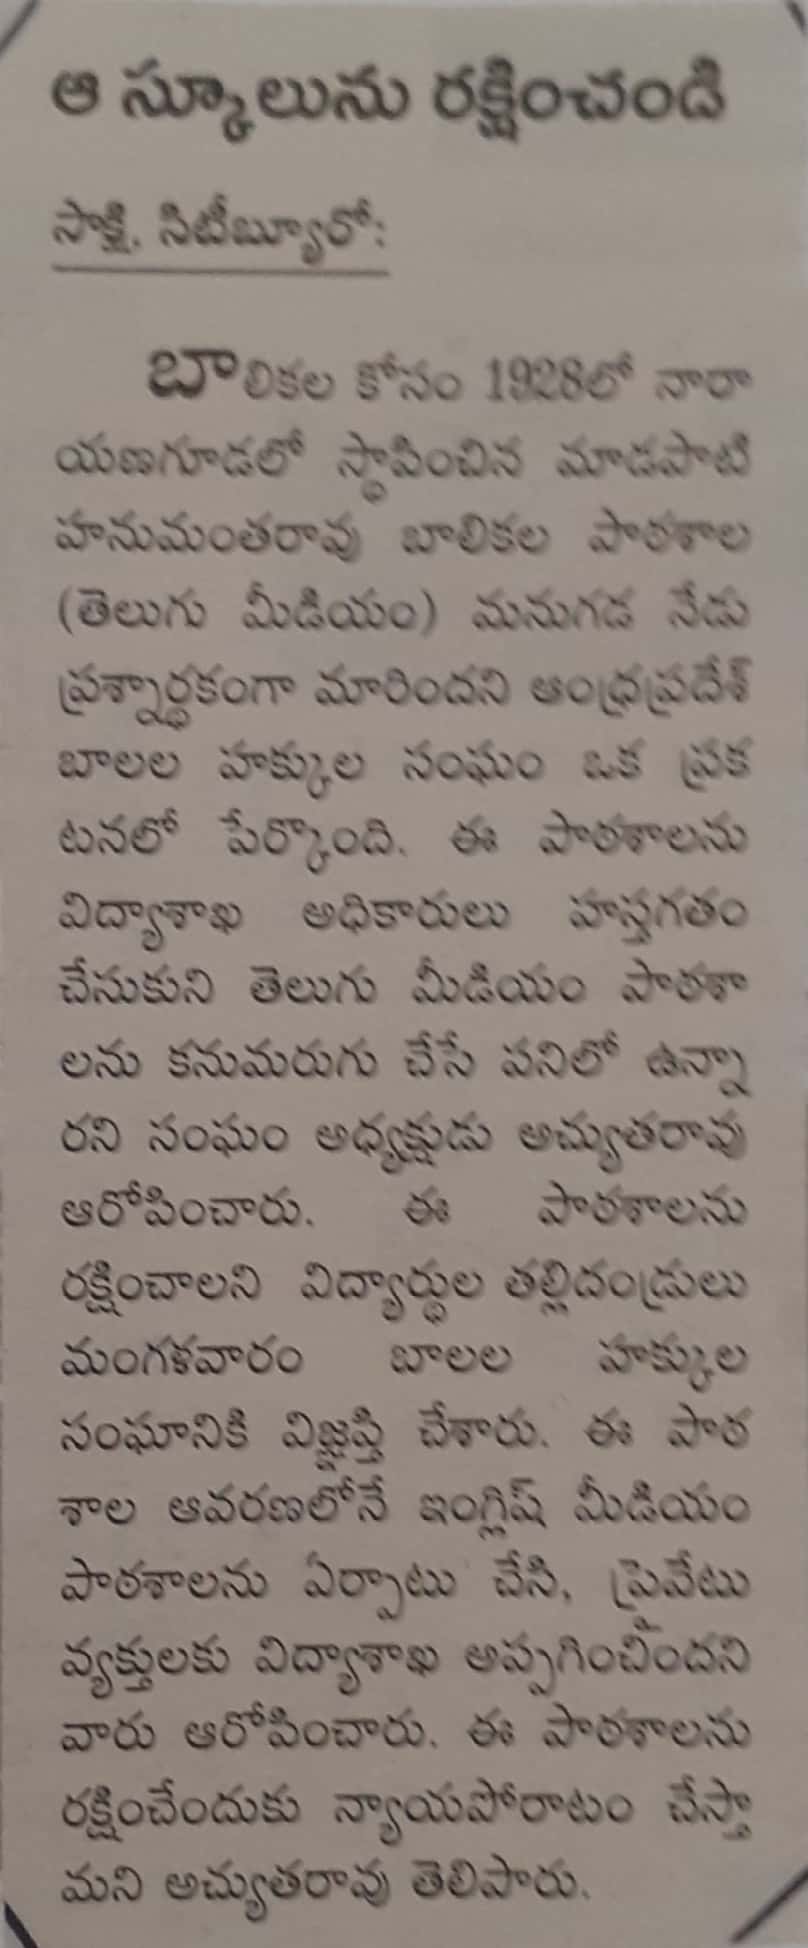 ఆ స్కూలును రక్షించండి
సాక్షి, సిటీబ్యూరో:
బాలికల కోసం 1928లో నారా
యణగూడలో స్థాపించిన మాడపాటి
హనుమంతరావు బాలికల పాఠశాల
(తెలుగు మీడియం) మనుగడ నేడు
ప్రశ్నార్థకంగా మారిందని ఆంధ్రప్రదేశ్
బాలల హక్కుల సంఘం ఒక ప్రక
టనలో పేర్కొంది. ఈ పాఠశాలను
విద్యాశాఖ అధికారులు హస్తగతం
చేసుకుని తెలుగు మీడియం పాఠశా
లను కనుమరుగు చేసే పనిలో ఉన్నా
రని సంఘం అధ్యక్షుడు అచ్యుతరావు
ఆరోపించారు. ఈ పాఠశాలను
రక్షించాలని విద్యార్థుల తల్లిదండ్రులు
మంగళవారం బాలల హక్కుల
సంఘానికి విజ్ఞప్తి చేశారు. ఈ పాఠ
శాల ఆవరణలోనే ఇంగ్లిష్ మీడియం
పాఠశాలను ఏర్పాటు చేసి, ప్రైవేటు
వ్యక్తులకు విద్యాశాఖ అప్పగించిందని
వారు ఆరోపించారు. ఈ పాఠశాలను
రక్షించేందుకు న్యాయపోరాటం చేస్తా
మని అచ్యుతరావు తెలిపారు.